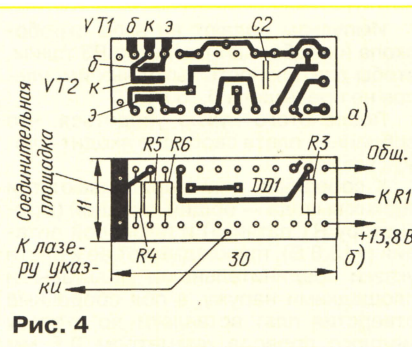 VT1 б к э
C2
б
VT2 к
э
а)
Соединительная
площадка
R5 R6
R3
Общ.
11
DD1
К R1
R4
+13,8 В
К лазе-
ру указ-
ки
30
б)
Рис. 4